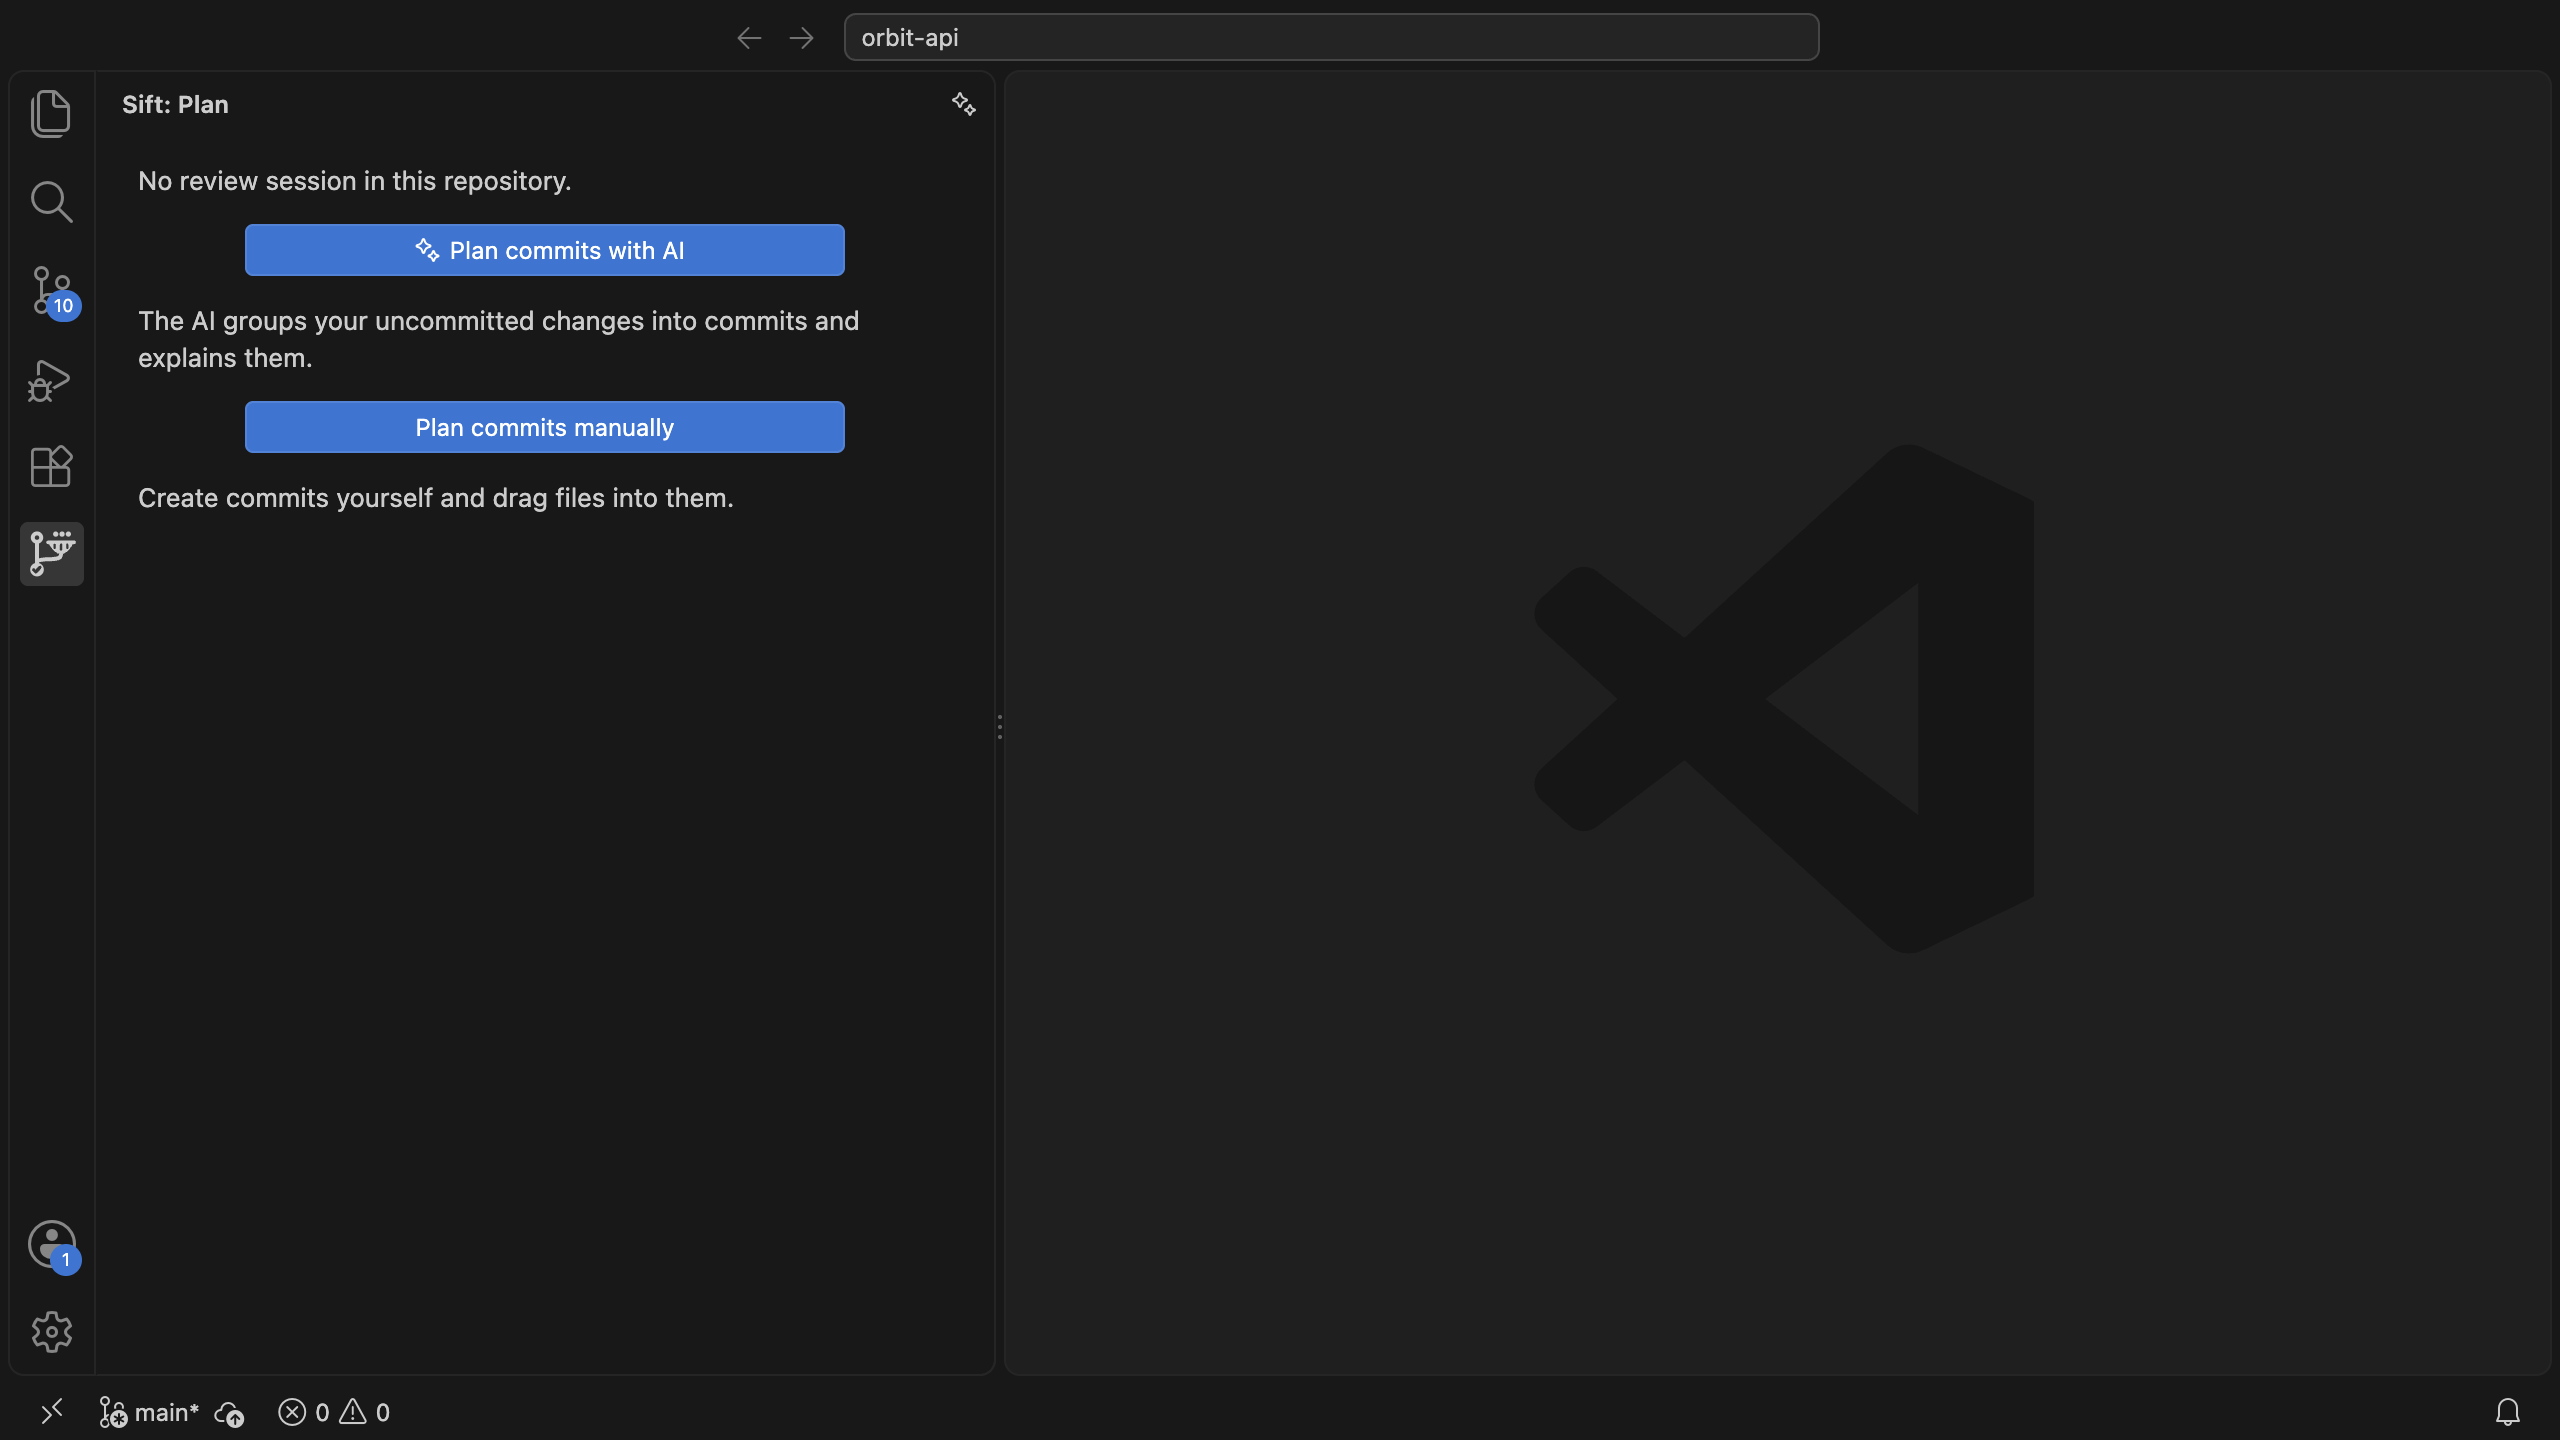 orbit-api
Sift: Plan
No review session in this repository.
Plan commits with AI
The AI groups your uncommitted changes into commits and
explains them.
Plan commits manually
Create commits yourself and drag files into them.
10
1
main*
0
0